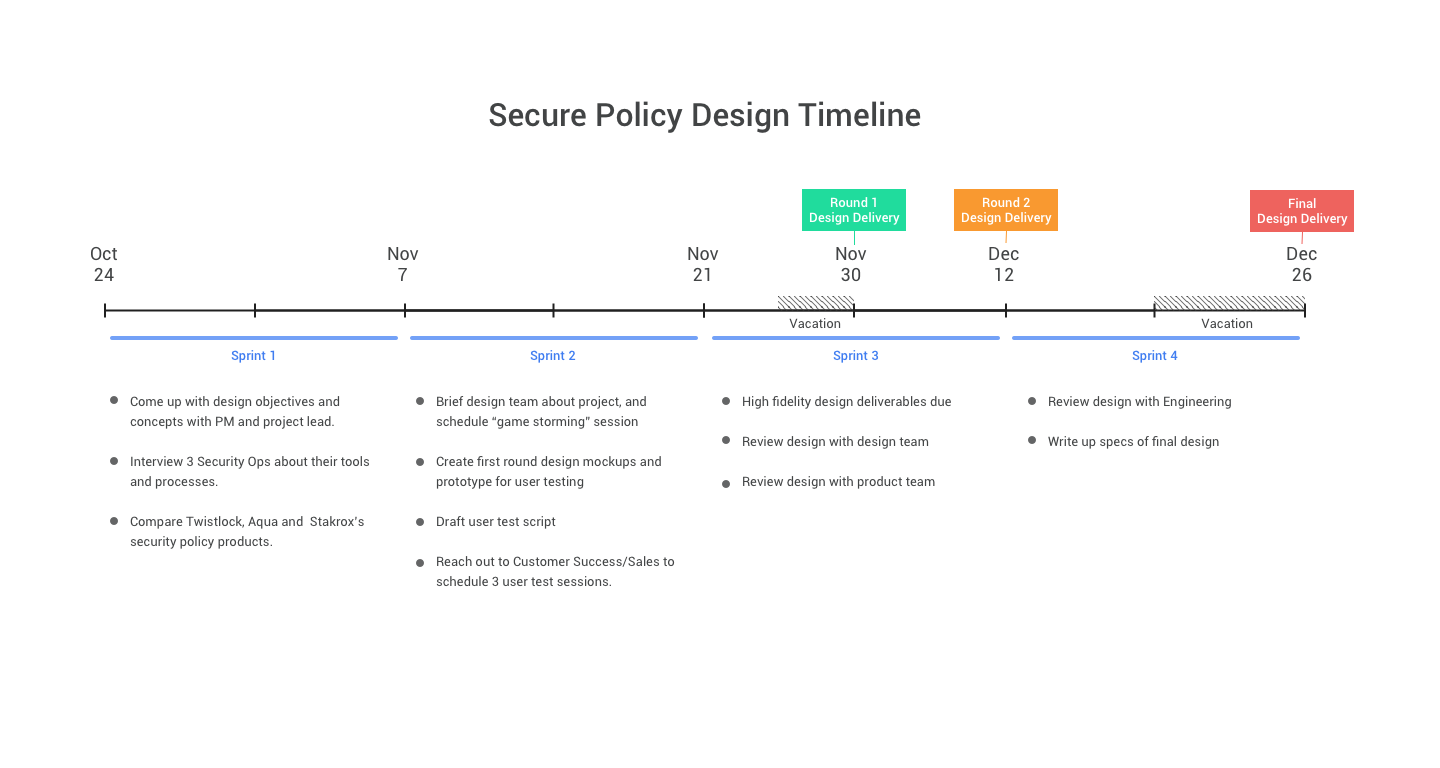 Secure Policy Design Timeline
Round 1
Design Delivery
Round 2
Design Delivery
Final
Design Delivery
Oct
24
Nov
7
Nov
21
Nov
30
Dec
12
Dec
26
Vacation
Vacation
Sprint 1
Sprint 2
Sprint 3
Sprint 4
Come up with design objectives and
concepts with PM and project lead.
Interview 3 Security Ops about their tools
and processes.
Compare Twistlock, Aqua and  Stakrox's
security policy products.
Brief design team about project, and
schedule “game storming” session
Create first round design mockups and
prototype for user testing
Draft user test script
Reach out to Customer Success/Sales to
schedule 3 user test sessions.
High fidelity design deliverables due
Review design with design team
Review design with product team
Review design with Engineering
Write up specs of final design